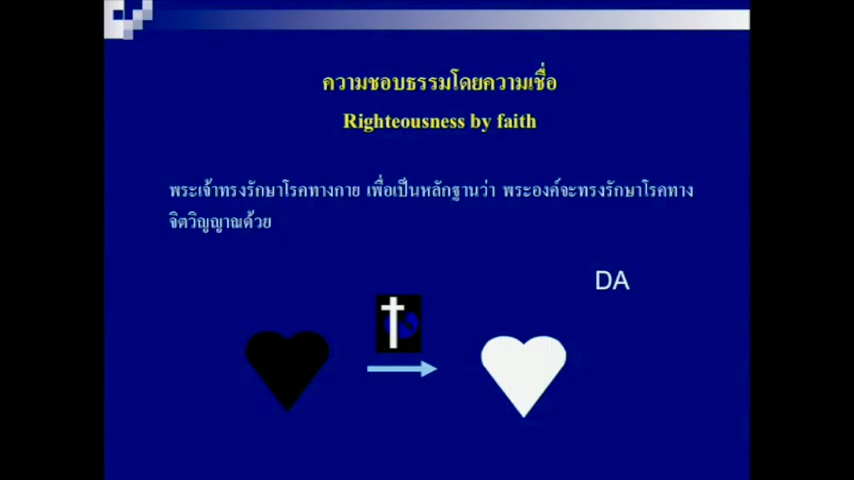 ความชอบธรรมโดยความเชื่อ
Righteousness by faith
พระเจ้าทรงรักษาโรคทางกาย เพื่อเป็นหลักฐานว่า พระองค์จะทรงรักษาโรคทาง
จิตวิญญาณด้วย
DA